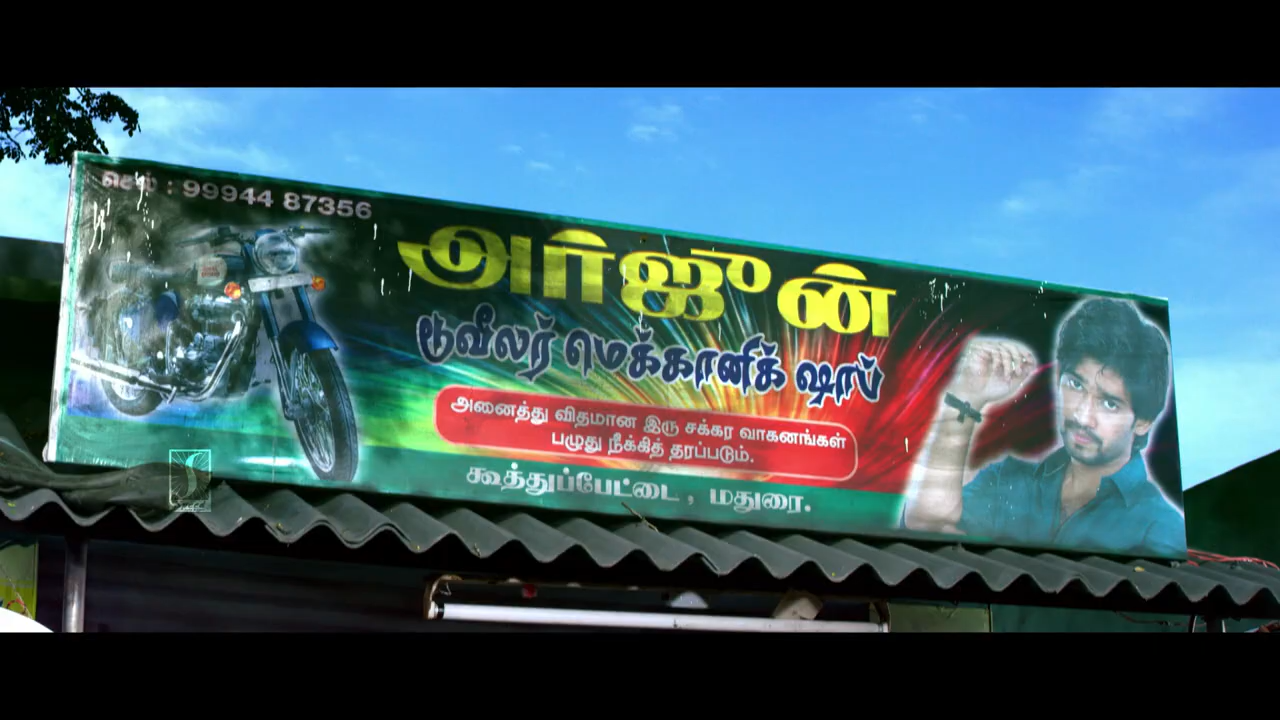 செல் : 99944 87356
அர்ஜுன்
டூவீலர் மெக்கானிக் ஷாப்
அனைத்து விதமான இரு சக்கர வாகனங்கள்
பழுது நீக்கித் தரப்படும்.
கூத்துப்பேட்டை , மதுரை.